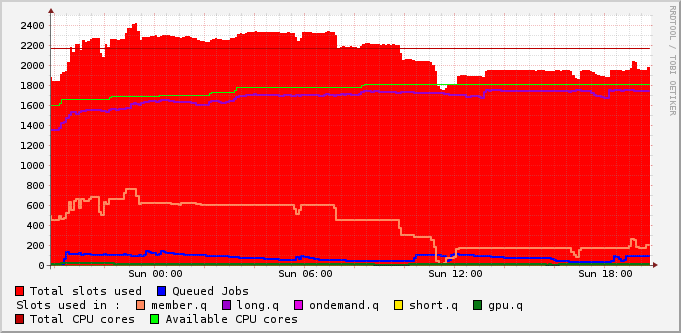 2400
2200
2000
1800
1600
1400
1200
1000
800
600
400
200
0
Sun 00:00 Sun 06:00 Sun 12:00 Sun 18:00
Total slots used Queued Jobs
Slots used in : member.q long.q ondemand.q short.q gpu.q
Total CPU cores Available CPU cores
RRDTOOL / TOBI OETIKER